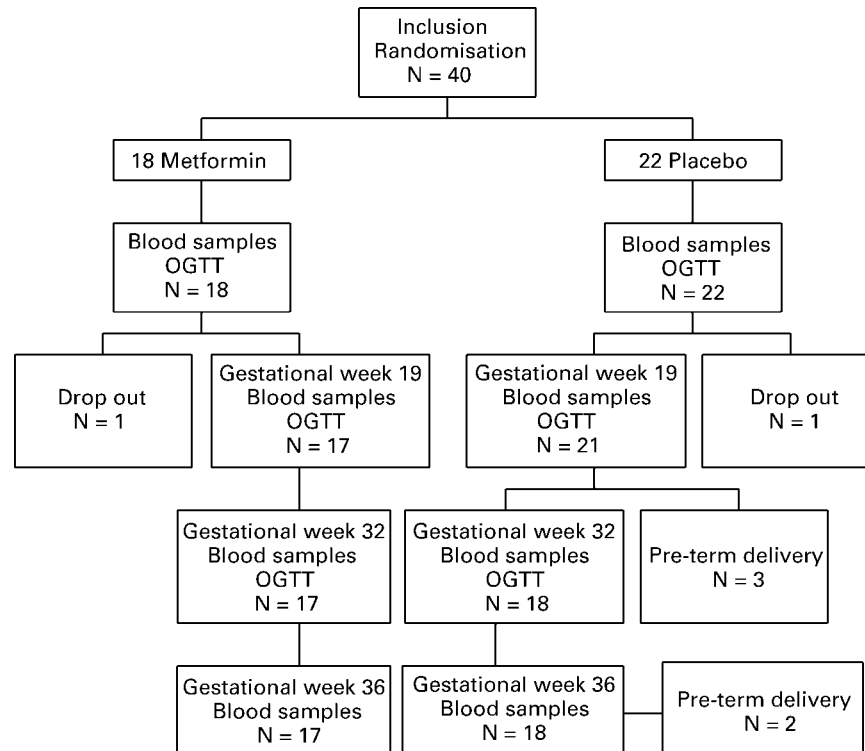 Inclusion
Randomisation
N = 40
18 Metformin
22 Placebo
Blood samples
OGTT
N = 18
Blood samples
OGTT
N = 22
Drop out
N = 1
Gestational week 19
Blood samples
OGTT
N = 17
Gestational week 19
Blood samples
OGTT
N = 21
Drop out
N = 1
Gestational week 32
Blood samples
OGTT
N = 17
Gestational week 32
Blood samples
OGTT
N = 18
Pre-term delivery
N = 3
Gestational week 36
Blood samples
N = 17
Gestational week 36
Blood samples
N = 18
Pre-term delivery
N = 2